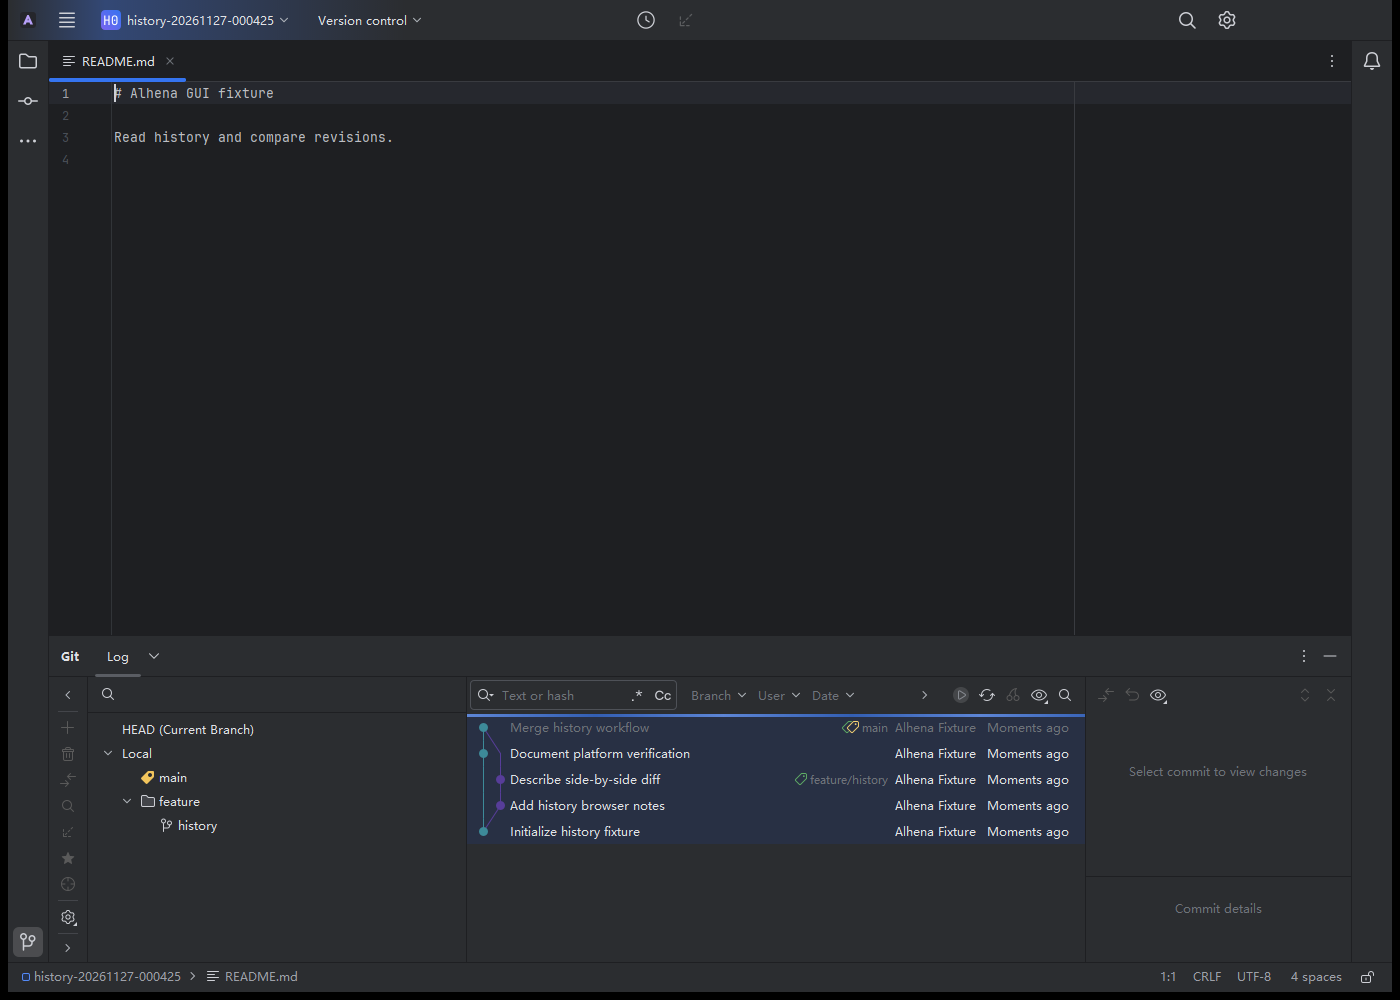 A H0 history-20261127-000425 Version control
README.md
1 # Alhena GUI fixture
2
3 Read history and compare revisions.
4
Git Log
Text or hash .* Cc Branch User Date
HEAD (Current Branch)
Local
main
feature
history
Merge history workflow main Alhena Fixture Moments ago
Document platform verification Alhena Fixture Moments ago
Describe side-by-side diff feature/history Alhena Fixture Moments ago
Add history browser notes Alhena Fixture Moments ago
Initialize history fixture Alhena Fixture Moments ago
Select commit to view changes
Commit details
history-20261127-000425 README.md 1:1 CRLF UTF-8 4 spaces